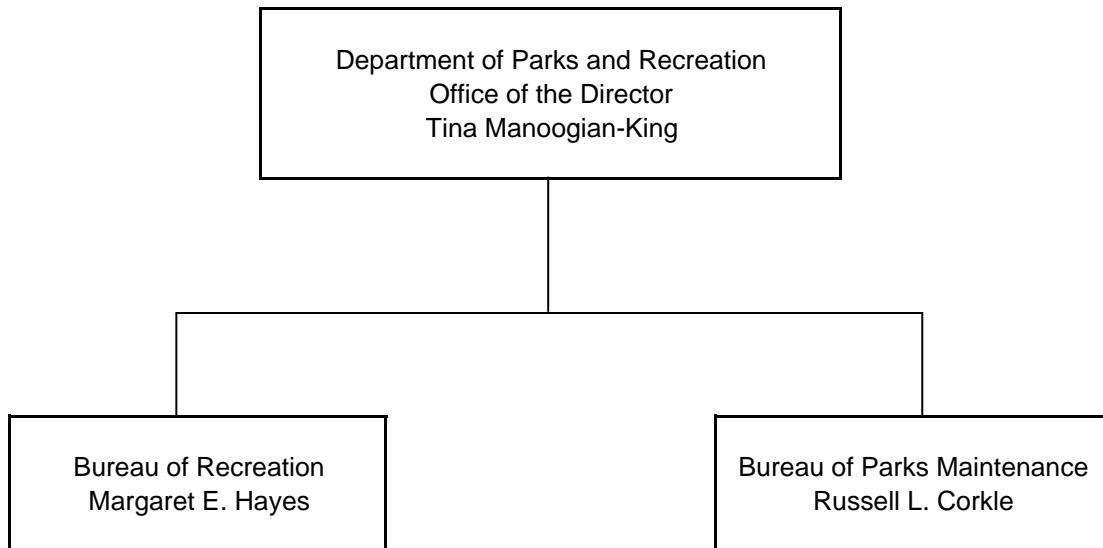 Department of Parks and Recreation
Office of the Director
Tina Manoogian-King
Bureau of Recreation
Margaret E. Hayes
Bureau of Parks Maintenance
Russell L. Corkle